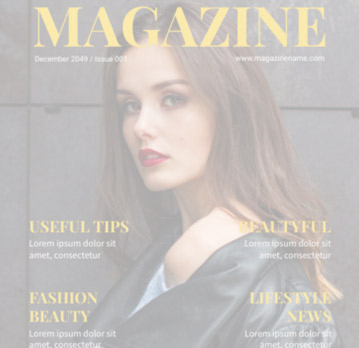 MAGAZINE
December 2049 / Issue 001
www.magazinename.com
USEFUL TIPS
Lorem ipsum dolor sit
amet, consectetur
BEAUTYFUL
Lorem ipsum dolor sit
amet, consectetur
FASHION
BEAUTY
Lorem ipsum dolor sit
amet, consectetur
LIFESTYLE
NEWS
Lorem ipsum dolor sit
amet, consectetur